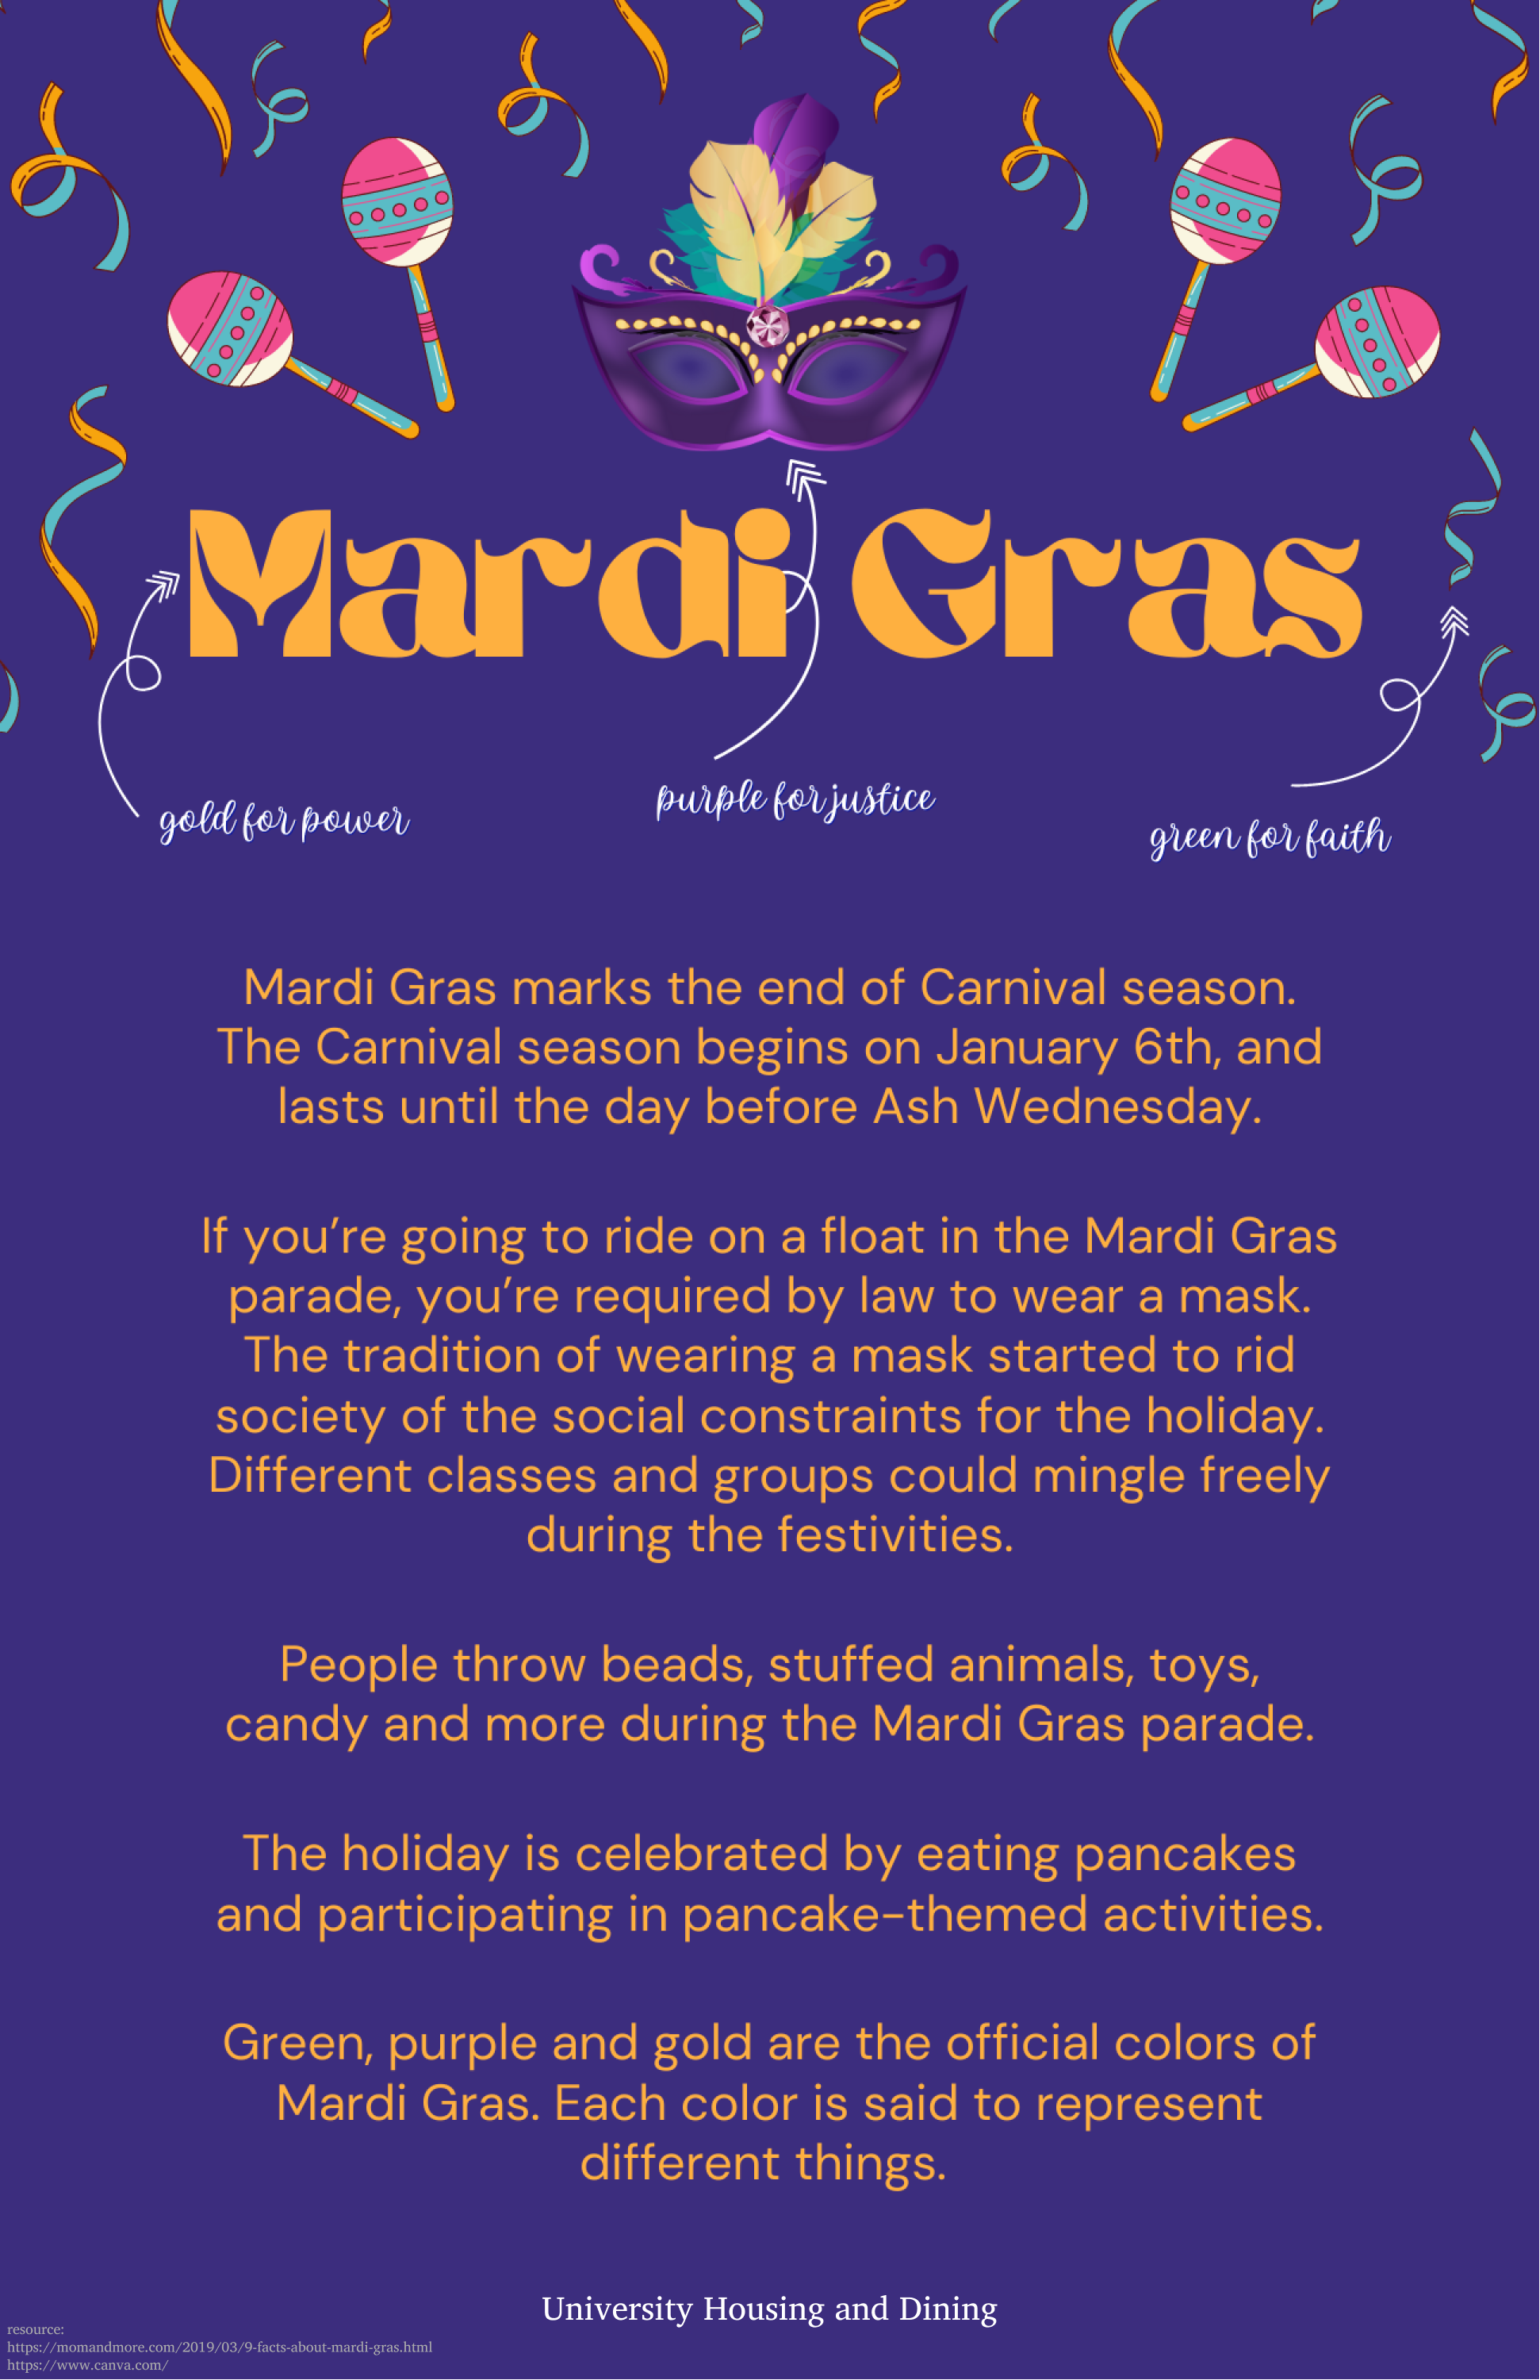 Mardi Gras
gold for power
purple for justice
green for faith
Mardi Gras marks the end of Carnival season.
The Carnival season begins on January 6th, and
lasts until the day before Ash Wednesday.
If you’re going to ride on a float in the Mardi Gras
parade, you’re required by law to wear a mask.
The tradition of wearing a mask started to rid
society of the social constraints for the holiday.
Different classes and groups could mingle freely
during the festivities.
People throw beads, stuffed animals, toys,
candy and more during the Mardi Gras parade.
The holiday is celebrated by eating pancakes
and participating in pancake-themed activities.
Green, purple and gold are the official colors of
Mardi Gras. Each color is said to represent
different things.
University Housing and Dining
resource:
https://momandmore.com/2019/03/9-facts-about-mardi-gras.html
https://www.canva.com/